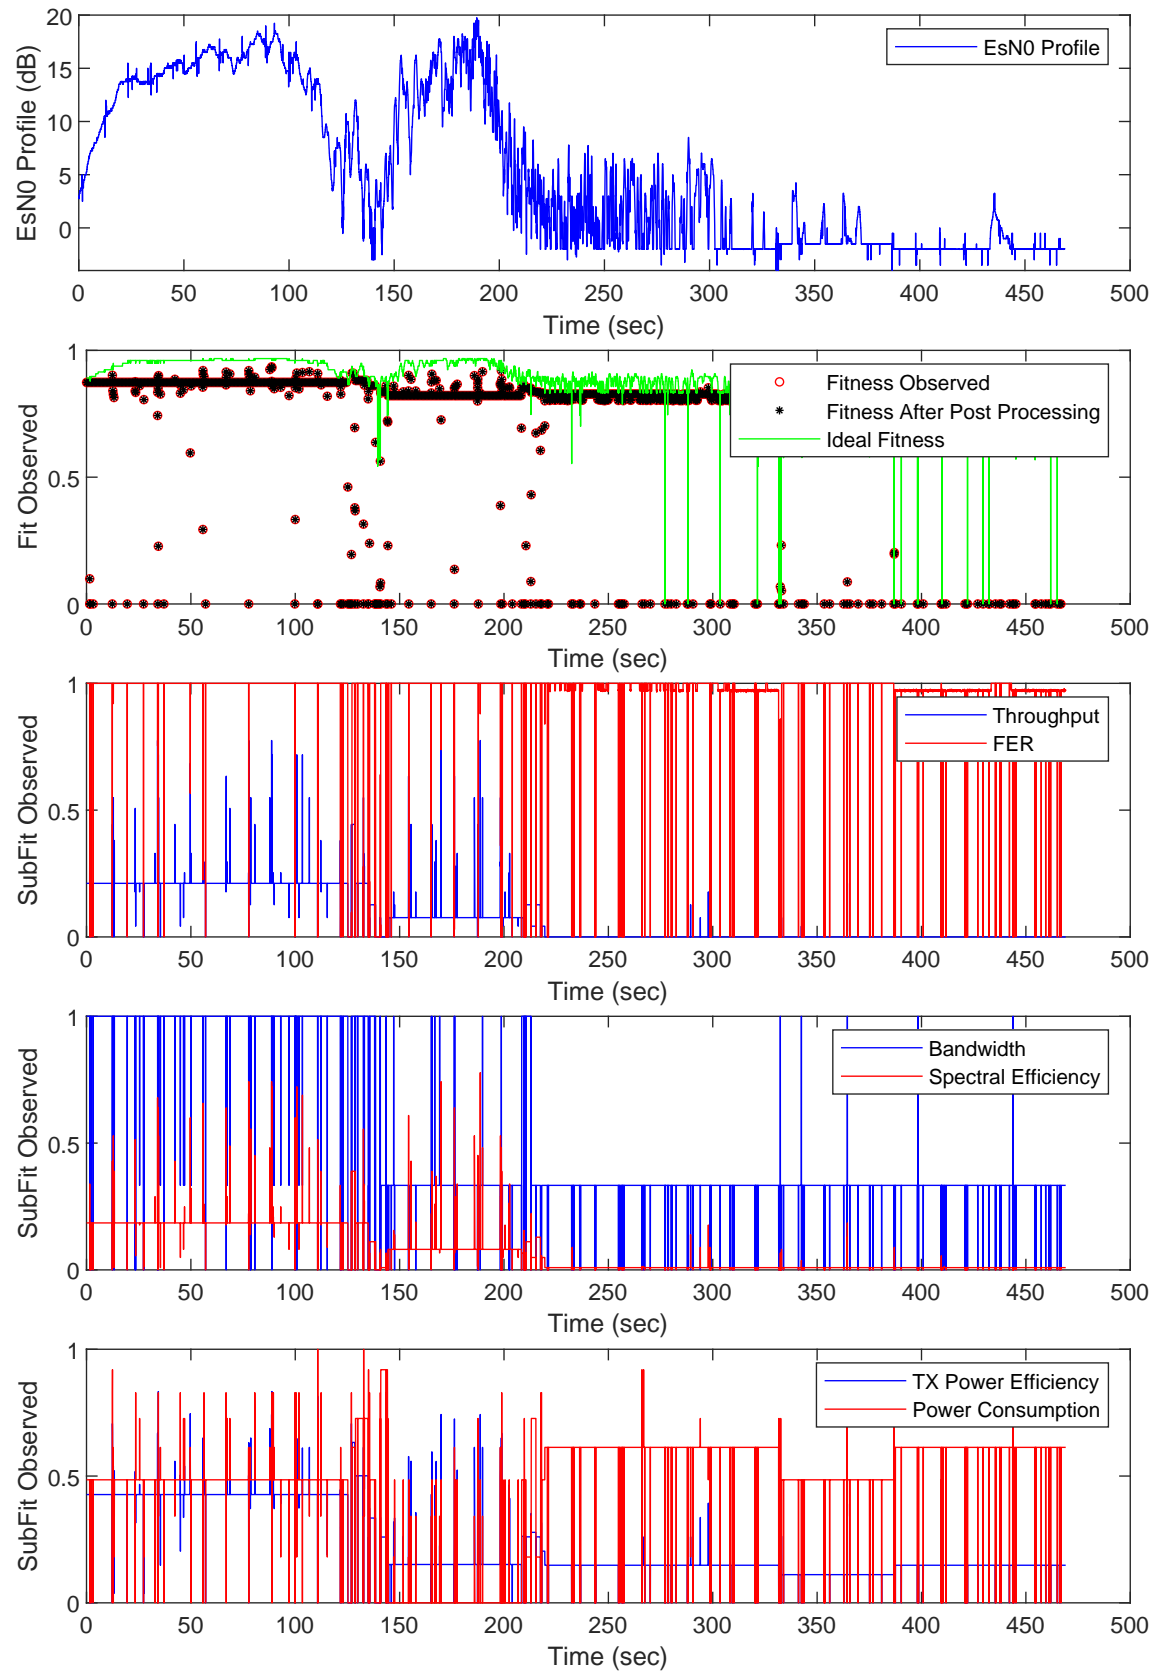 20
15
10
5
0
EsN0 Profile (dB)
EsN0 Profile
0 50 100 150 200 250 300 350 400 450 500
Time (sec)
1
0.5
0
Fit Observed
Fitness Observed
Fitness After Post Processing
Ideal Fitness
0 50 100 150 200 250 300 350 400 450 500
Time (sec)
1
0.5
0
SubFit Observed
Throughput
FER
0 50 100 150 200 250 300 350 400 450 500
Time (sec)
1
0.5
0
SubFit Observed
Bandwidth
Spectral Efficiency
0 50 100 150 200 250 300 350 400 450 500
Time (sec)
1
0.5
0
SubFit Observed
TX Power Efficiency
Power Consumption
0 50 100 150 200 250 300 350 400 450 500
Time (sec)